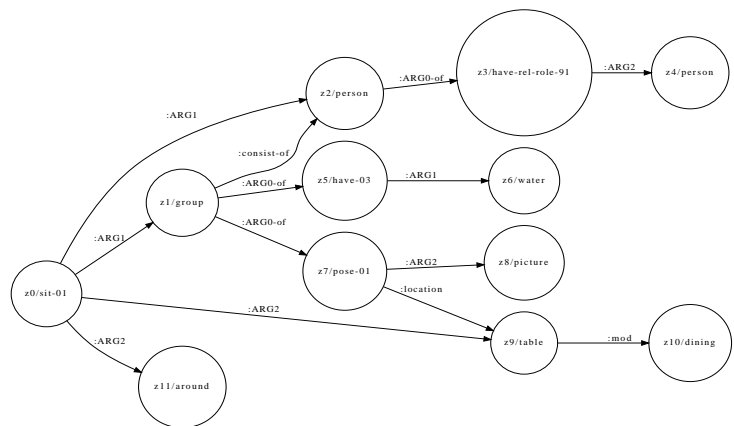 z0/sit-01
:ARG1
:ARG1
:ARG2
:ARG2
z1/group
:consist-of
:ARG0-of
:ARG0-of
z11/around
z2/person
:ARG0-of
z5/have-03
:ARG1
z7/pose-01
:ARG2
:location
z3/have-rel-role-91
:ARG2
z6/water
z8/picture
z9/table
:mod
z4/person
z10/dining